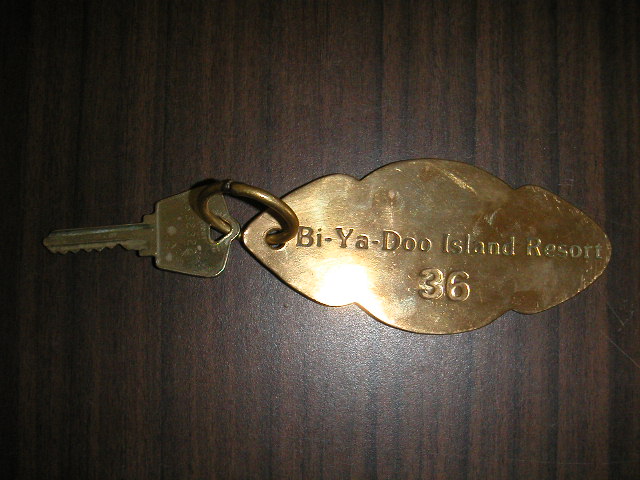 Bi-Ya-Doo Island Resort
36